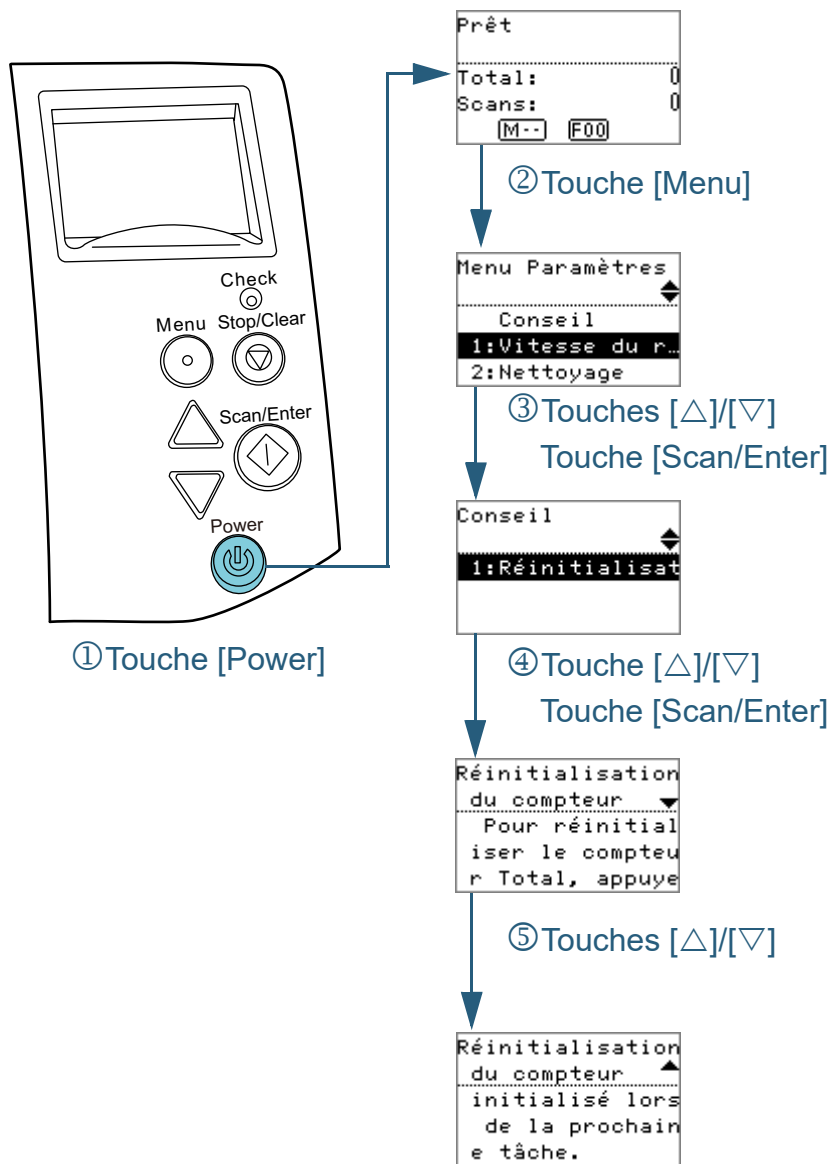 Check
Menu
Stop/Clear
Scan/Enter
Power
①Touche [Power]
Prêt
Total: 0
Scans: 0
M-- F00
②Touche [Menu]
Menu Paramètres
Conseil
1:Vitesse du r…
2:Nettoyage
③Touches [△]/[▽]
Touche [Scan/Enter]
Conseil
1:Réinitialisat
④Touche [△]/[▽]
Touche [Scan/Enter]
Réinitialisation
du compteur
Pour réinitial
iser le compteu
r Total, appuye
⑤Touches [△]/[▽]
Réinitialisation
du compteur
initialisé lors
de la prochain
e tâche.